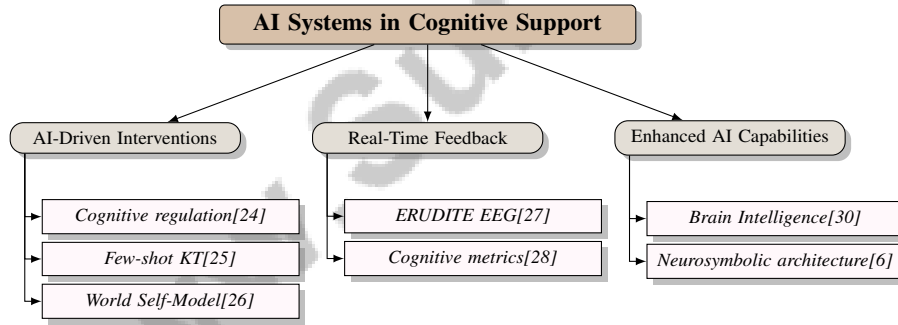 AI Systems in Cognitive Support
AI-Driven Interventions
Cognitive regulation[24]
Few-shot KT[25]
World Self-Model[26]
Real-Time Feedback
ERUDITE EEG[27]
Cognitive metrics[28]
Enhanced AI Capabilities
Brain Intelligence[30]
Neurosymbolic architecture[6]